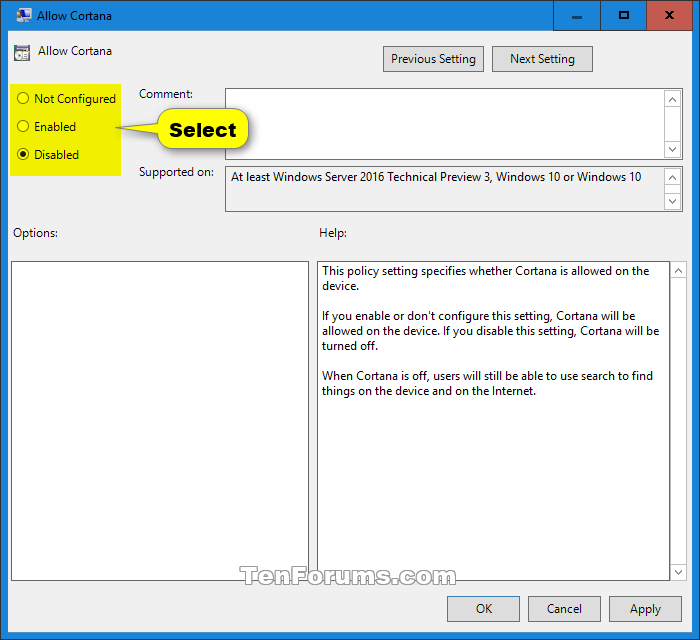 Allow Cortana
Allow Cortana
Previous Setting
Next Setting
Not Configured
Enabled
Disabled
Select
Comment:
Supported on:
At least Windows Server 2016 Technical Preview 3, Windows 10 or Windows 10
Options:
Help:
This policy setting specifies whether Cortana is allowed on the
device.
If you enable or don't configure this setting, Cortana will be
allowed on the device. If you disable this setting, Cortana will be
turned off.
When Cortana is off, users will still be able to use search to find
things on the device and on the Internet.
TenForums.com
OK
Cancel
Apply